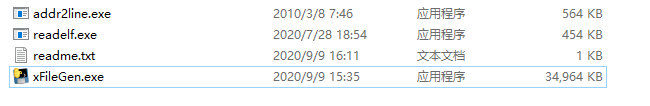 addr2line.exe 2010/3/8 7:46 应用程序 564 KB
readelf.exe 2020/7/28 18:54 应用程序 454 KB
readme.txt 2020/9/9 16:11 文本文档 1 KB
xFileGen.exe 2020/9/9 15:35 应用程序 34,964 KB